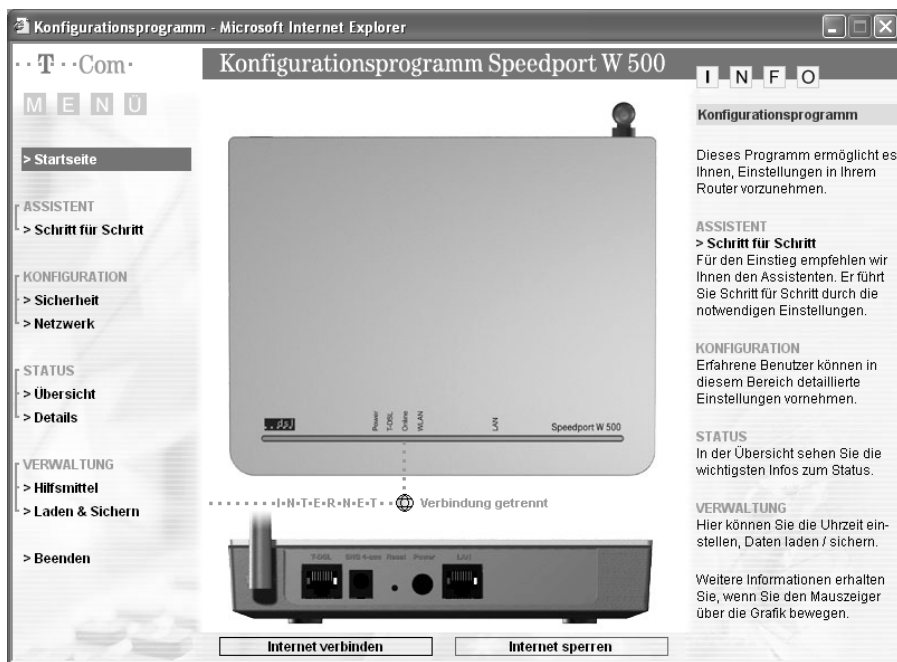 Konfigurationsprogramm - Microsoft Internet Explorer
· · T · · Com ·
MENÜ
> Startseite
ASSISTENT
> Schritt für Schritt
KONFIGURATION
> Sicherheit
> Netzwerk
STATUS
> Übersicht
> Details
VERWALTUNG
> Hilfsmittel
> Laden & Sichern
> Beenden
Konfigurationsprogramm Speedport W 500
Power
T-DSL
Online
WLAN
LAN
Speedport W 500
I-N-T-E-R-N-E-T
Verbindung getrennt
T-DSL
Reset
Power
LAN
Internet verbinden
Internet sperren
INFO
Konfigurationsprogramm
Dieses Programm ermöglicht es
Ihnen, Einstellungen in Ihrem
Router vorzunehmen.
ASSISTENT
> Schritt für Schritt
Für den Einstieg empfehlen wir
Ihnen den Assistenten. Er führt
Sie Schritt für Schritt durch die
notwendigen Einstellungen.
KONFIGURATION
Erfahrene Benutzer können in
diesem Bereich detaillierte
Einstellungen vornehmen.
STATUS
In der Übersicht sehen Sie die
wichtigsten Infos zum Status.
VERWALTUNG
Hier können Sie die Uhrzeit ein-
stellen, Daten laden / sichern.
Weitere Informationen erhalten
Sie, wenn Sie den Mauszeiger
über die Grafik bewegen.